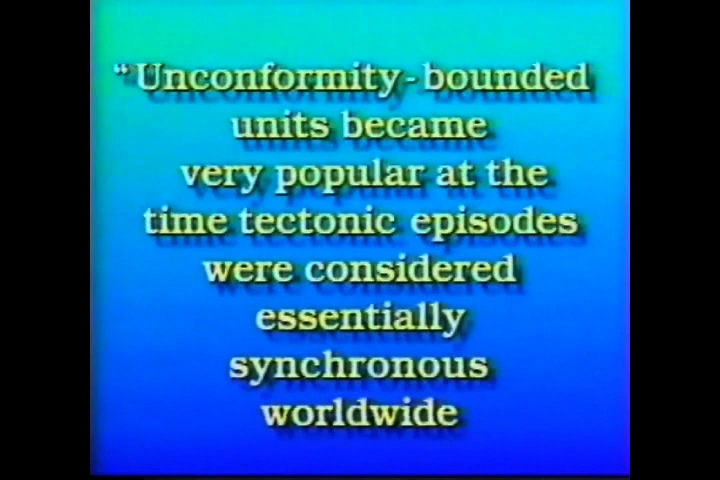 “Unconformity-bounded
units became
very popular at the
time tectonic episodes
were considered
essentially
synchronous
worldwide